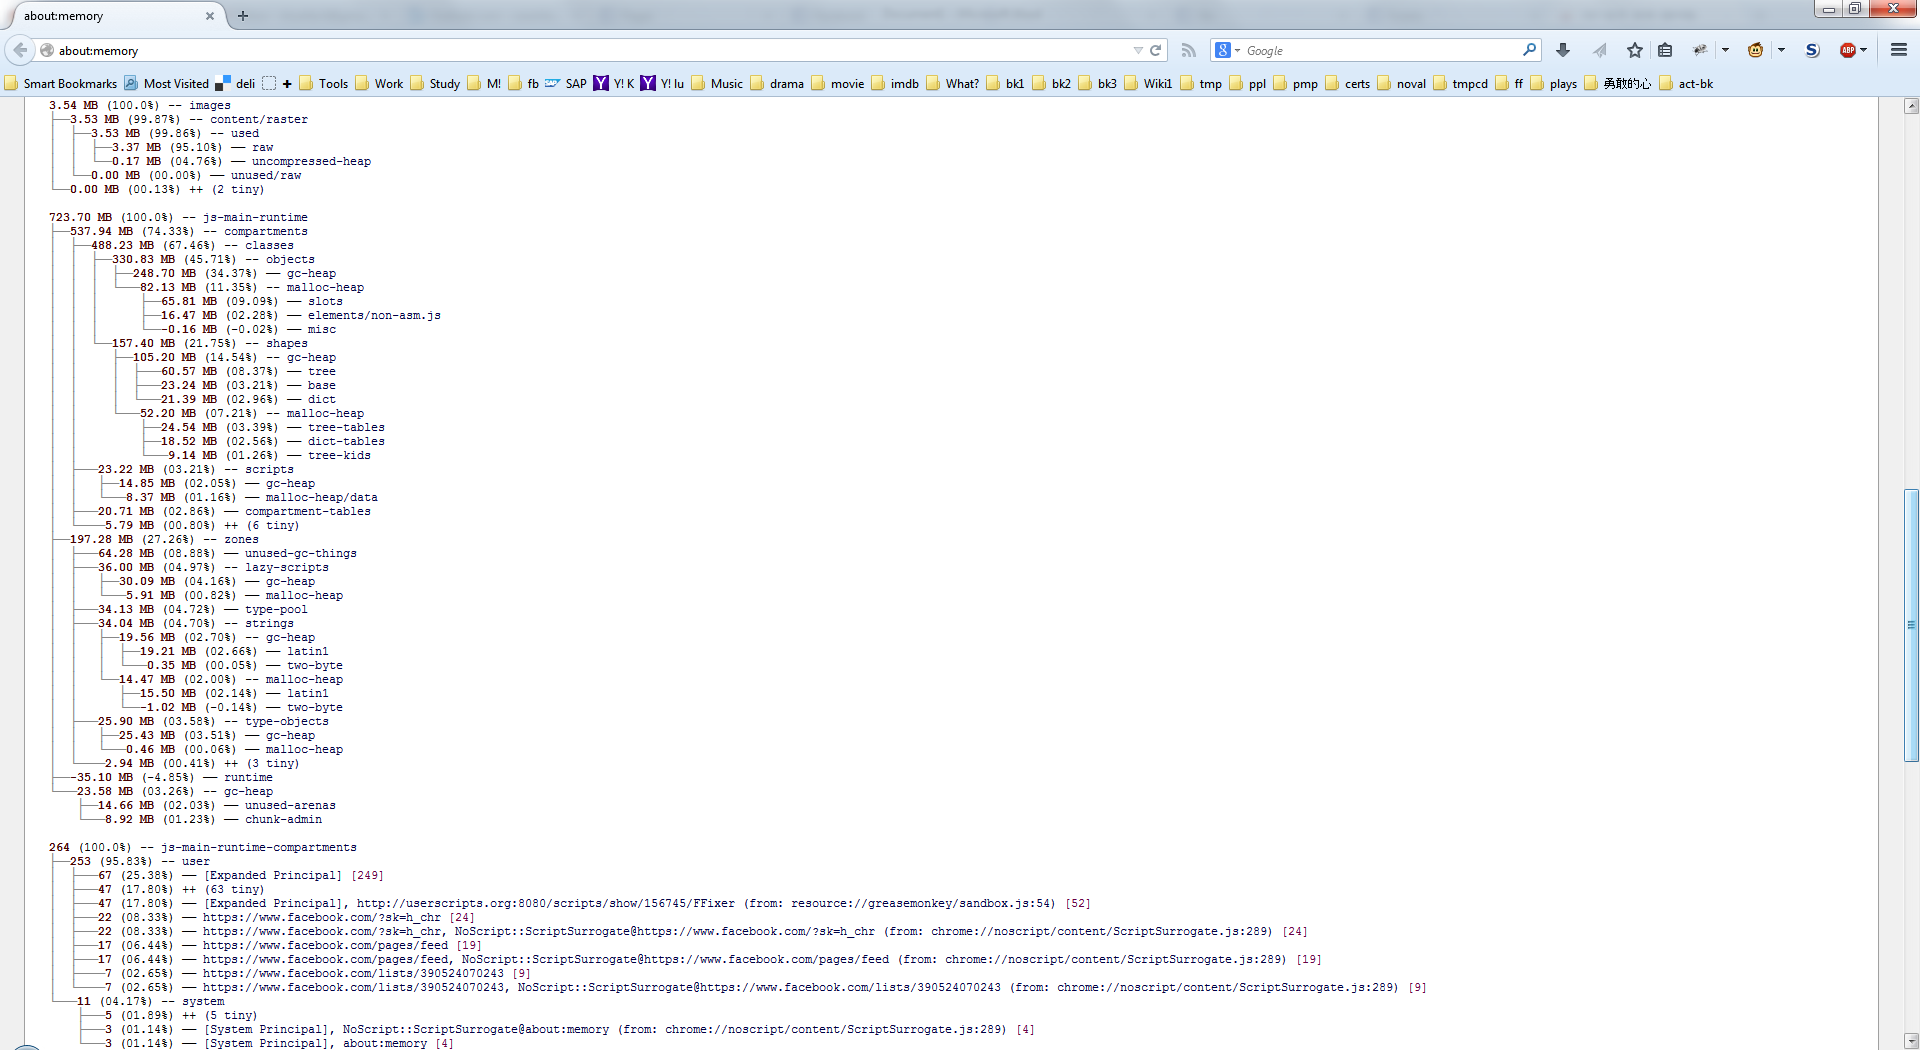 about:memory
about:memory
Google
ABP
Smart Bookmarks Most Visited deli Tools Work Study M! fb SAP Y! K Y! lu Music drama movie imdb What? bk1 bk2 bk3 Wiki1 tmp ppl pmp certs noval tmpcd ff plays 勇敢的心 act-bk
3.54 MB (100.0%) -- images
├──3.53 MB (99.87%) -- content/raster
│  ├──3.53 MB (99.86%) -- used
│  │  ├──3.37 MB (95.10%) ── raw
│  │  └──0.17 MB (04.76%) ── uncompressed-heap
│  └──0.00 MB (00.00%) ── unused/raw
└──0.00 MB (00.13%) ++ (2 tiny)
723.70 MB (100.0%) -- js-main-runtime
├──537.94 MB (74.33%) -- compartments
│  ├──488.23 MB (67.46%) -- classes
│  │  ├──330.83 MB (45.71%) -- objects
│  │  │  ├──248.70 MB (34.37%) ── gc-heap
│  │  │  └───82.13 MB (11.35%) -- malloc-heap
│  │  │      ├──65.81 MB (09.09%) ── slots
│  │  │      ├──16.47 MB (02.28%) ── elements/non-asm.js
│  │  │      └──-0.16 MB (-0.02%) ── misc
│  │  └──157.40 MB (21.75%) -- shapes
│  │     ├──105.20 MB (14.54%) -- gc-heap
│  │     │  ├───60.57 MB (08.37%) ── tree
│  │     │  ├───23.24 MB (03.21%) ── base
│  │     │  └───21.39 MB (02.96%) ── dict
│  │     └───52.20 MB (07.21%) -- malloc-heap
│  │         ├──24.54 MB (03.39%) ── tree-tables
│  │         ├──18.52 MB (02.56%) ── dict-tables
│  │         └───9.14 MB (01.26%) ── tree-kids
│  ├───23.22 MB (03.21%) -- scripts
│  │   ├──14.85 MB (02.05%) ── gc-heap
│  │   └───8.37 MB (01.16%) ── malloc-heap/data
│  ├───20.71 MB (02.86%) ── compartment-tables
│  └────5.79 MB (00.80%) ++ (6 tiny)
├──197.28 MB (27.26%) -- zones
│  ├───64.28 MB (08.88%) ── unused-gc-things
│  ├───36.00 MB (04.97%) -- lazy-scripts
│  │   ├──30.09 MB (04.16%) ── gc-heap
│  │   └───5.91 MB (00.82%) ── malloc-heap
│  ├───34.13 MB (04.72%) ── type-pool
│  ├───34.04 MB (04.70%) -- strings
│  │   ├──19.56 MB (02.70%) -- gc-heap
│  │   │  ├──19.21 MB (02.66%) ── latin1
│  │   │  └───0.35 MB (00.05%) ── two-byte
│  │   └──14.47 MB (02.00%) -- malloc-heap
│  │      ├──15.50 MB (02.14%) ── latin1
│  │      └──-1.02 MB (-0.14%) ── two-byte
│  ├───25.90 MB (03.58%) -- type-objects
│  │   ├──25.43 MB (03.51%) ── gc-heap
│  │   └───0.46 MB (00.06%) ── malloc-heap
│  └────2.94 MB (00.41%) ++ (3 tiny)
├──-35.10 MB (-4.85%) ── runtime
└───23.58 MB (03.26%) -- gc-heap
    ├──14.66 MB (02.03%) ── unused-arenas
    └───8.92 MB (01.23%) ── chunk-admin
264 (100.0%) -- js-main-runtime-compartments
├──253 (95.83%) -- user
│  ├───67 (25.38%) ── [Expanded Principal] [249]
│  ├───47 (17.80%) ++ (63 tiny)
│  ├───47 (17.80%) ── [Expanded Principal], http://userscripts.org:8080/scripts/show/156745/FFixer (from: resource://greasemonkey/sandbox.js:54) [52]
│  ├───22 (08.33%) ── https://www.facebook.com/?sk=h_chr [24]
│  ├───22 (08.33%) ── https://www.facebook.com/?sk=h_chr, NoScript::ScriptSurrogate@https://www.facebook.com/?sk=h_chr (from: chrome://noscript/content/ScriptSurrogate.js:289) [24]
│  ├───17 (06.44%) ── https://www.facebook.com/pages/feed [19]
│  ├───17 (06.44%) ── https://www.facebook.com/pages/feed, NoScript::ScriptSurrogate@https://www.facebook.com/pages/feed (from: chrome://noscript/content/ScriptSurrogate.js:289) [19]
│  ├────7 (02.65%) ── https://www.facebook.com/lists/390524070243 [9]
│  └────7 (02.65%) ── https://www.facebook.com/lists/390524070243, NoScript::ScriptSurrogate@https://www.facebook.com/lists/390524070243 (from: chrome://noscript/content/ScriptSurrogate.js:289) [9]
└───11 (04.17%) -- system
    ├───5 (01.89%) ++ (5 tiny)
    ├───3 (01.14%) ── [System Principal], NoScript::ScriptSurrogate@about:memory (from: chrome://noscript/content/ScriptSurrogate.js:289) [4]
    └───3 (01.14%) ── [System Principal], about:memory [4]